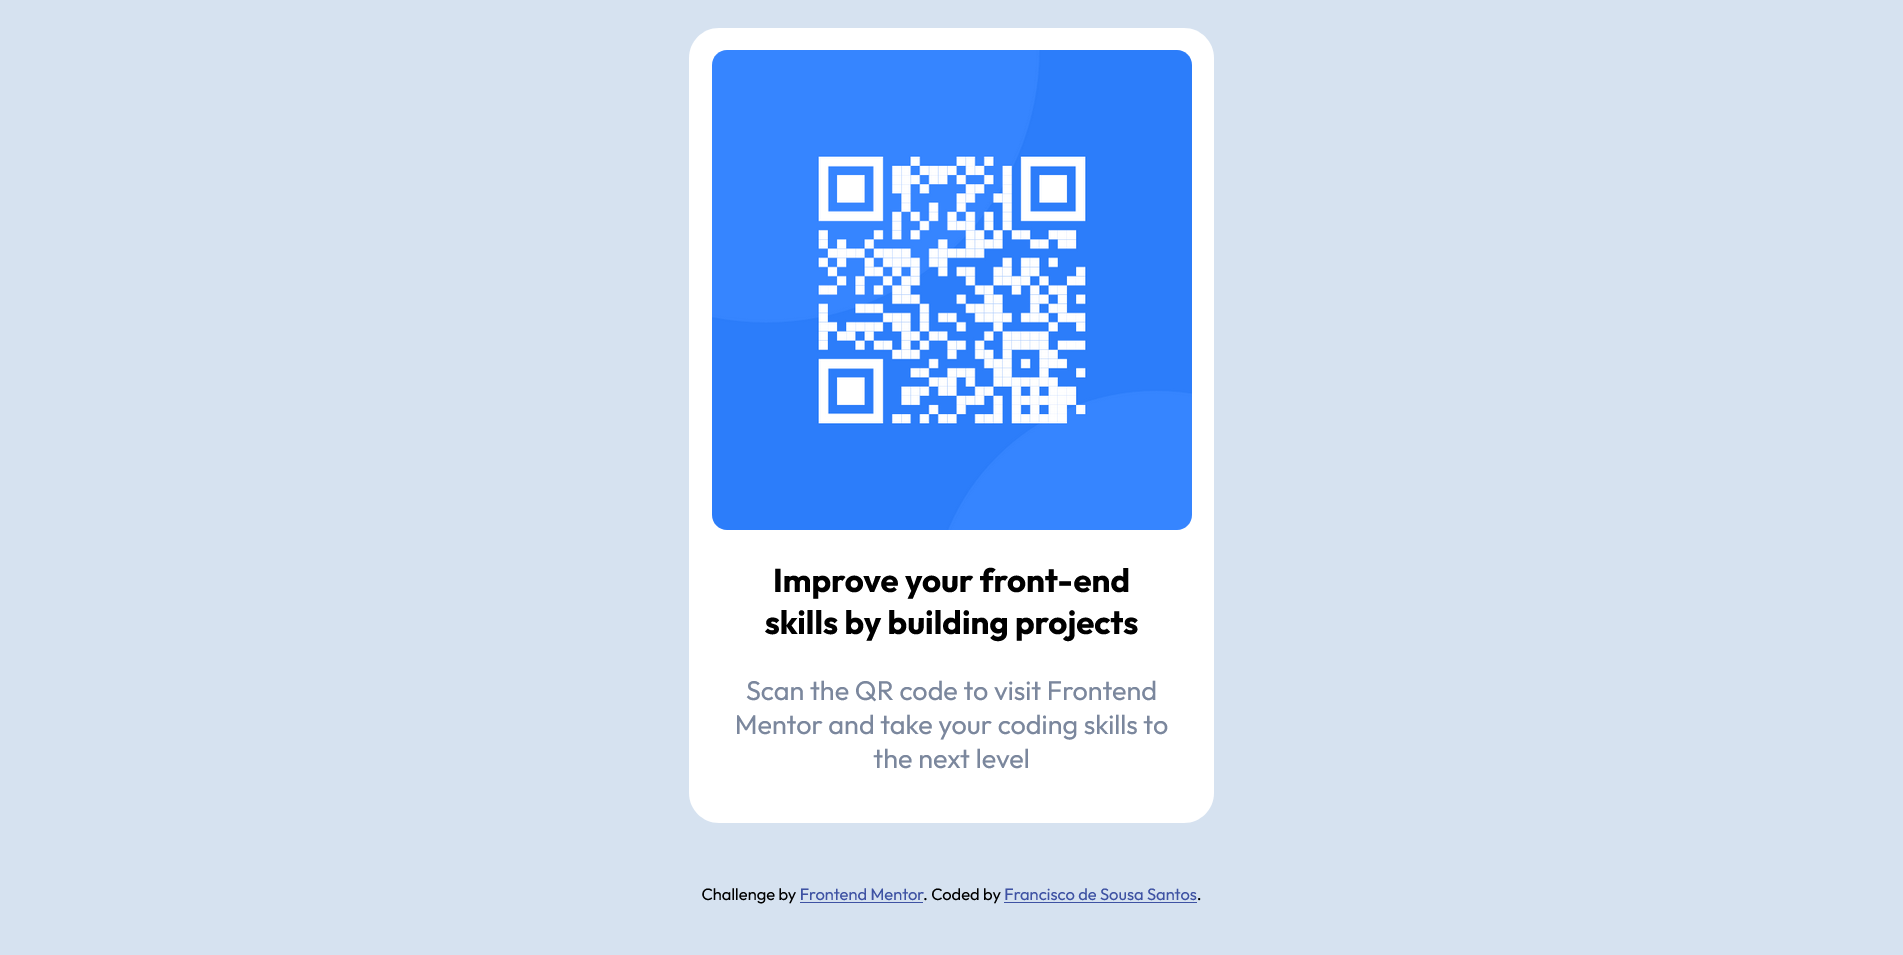 Improve your front-end
skills by building projects
Scan the QR code to visit Frontend
Mentor and take your coding skills to
the next level
Challenge by Frontend Mentor. Coded by Francisco de Sousa Santos.